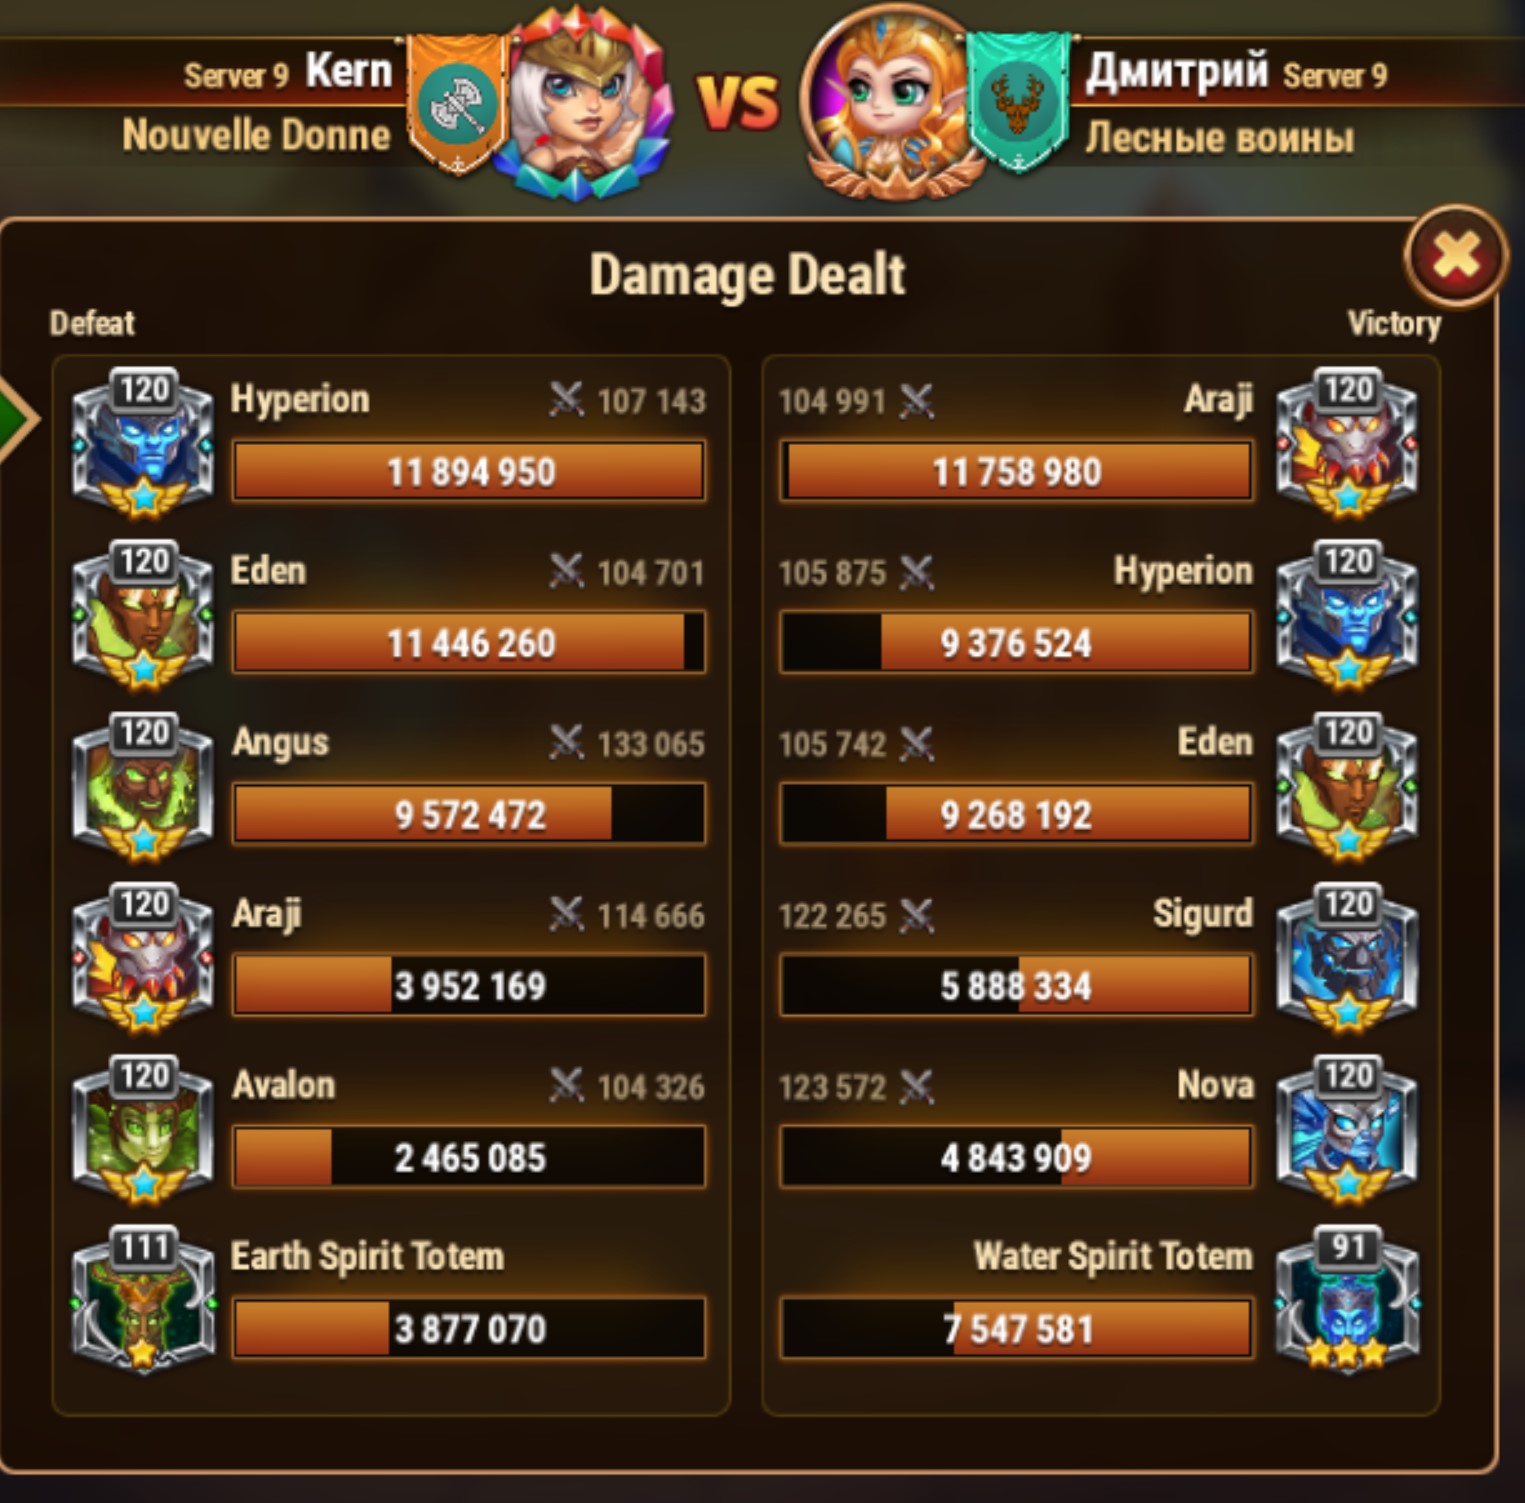 Server 9 Kern
Nouvelle Donne
VS
Дмитрий Server 9
Лесные воины
Damage Dealt
Defeat
Victory
120
Hyperion 107 143
11 894 950
120
Eden 104 701
11 446 260
120
Angus 133 065
9 572 472
120
Araji 114 666
3 952 169
120
Avalon 104 326
2 465 085
111
Earth Spirit Totem
3 877 070
104 991 Araji
120
11 758 980
105 875 Hyperion
120
9 376 524
105 742 Eden
120
9 268 192
122 265 Sigurd
120
5 888 334
123 572 Nova
120
4 843 909
Water Spirit Totem
91
7 547 581